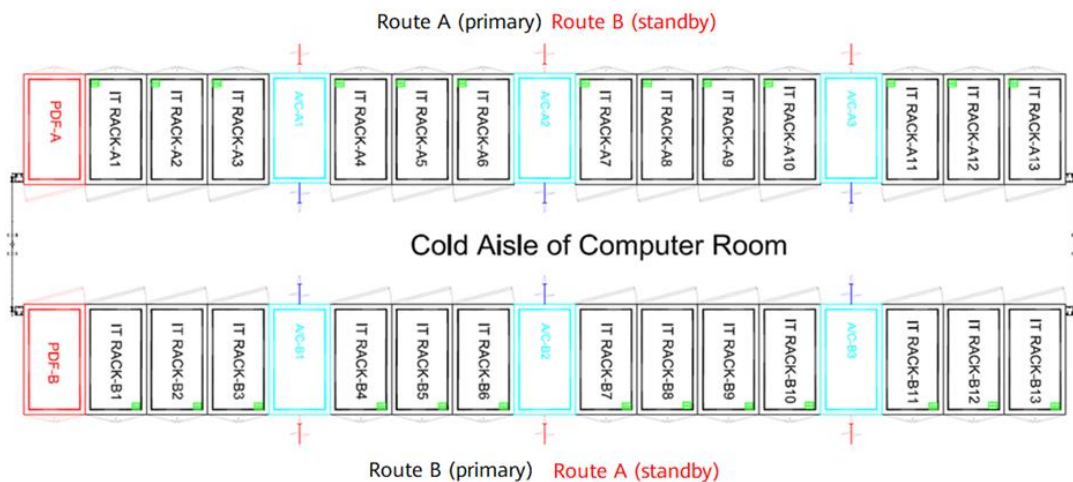 Route A (primary) Route B (standby)
PDF-A
IT RACK-A1
IT RACK-A2
IT RACK-A3
A/C-A1
IT RACK-A4
IT RACK-A5
IT RACK-A6
A/C-A2
IT RACK-A7
IT RACK-A8
IT RACK-A9
IT RACK-A10
A/C-A3
IT RACK-A11
IT RACK-A12
IT RACK-A13
Cold Aisle of Computer Room
PDF-B
IT RACK-B1
IT RACK-B2
IT RACK-B3
A/C-B1
IT RACK-B4
IT RACK-B5
IT RACK-B6
A/C-B2
IT RACK-B7
IT RACK-B8
IT RACK-B9
IT RACK-B10
A/C-B3
IT RACK-B11
IT RACK-B12
IT RACK-B13
Route B (primary) Route A (standby)